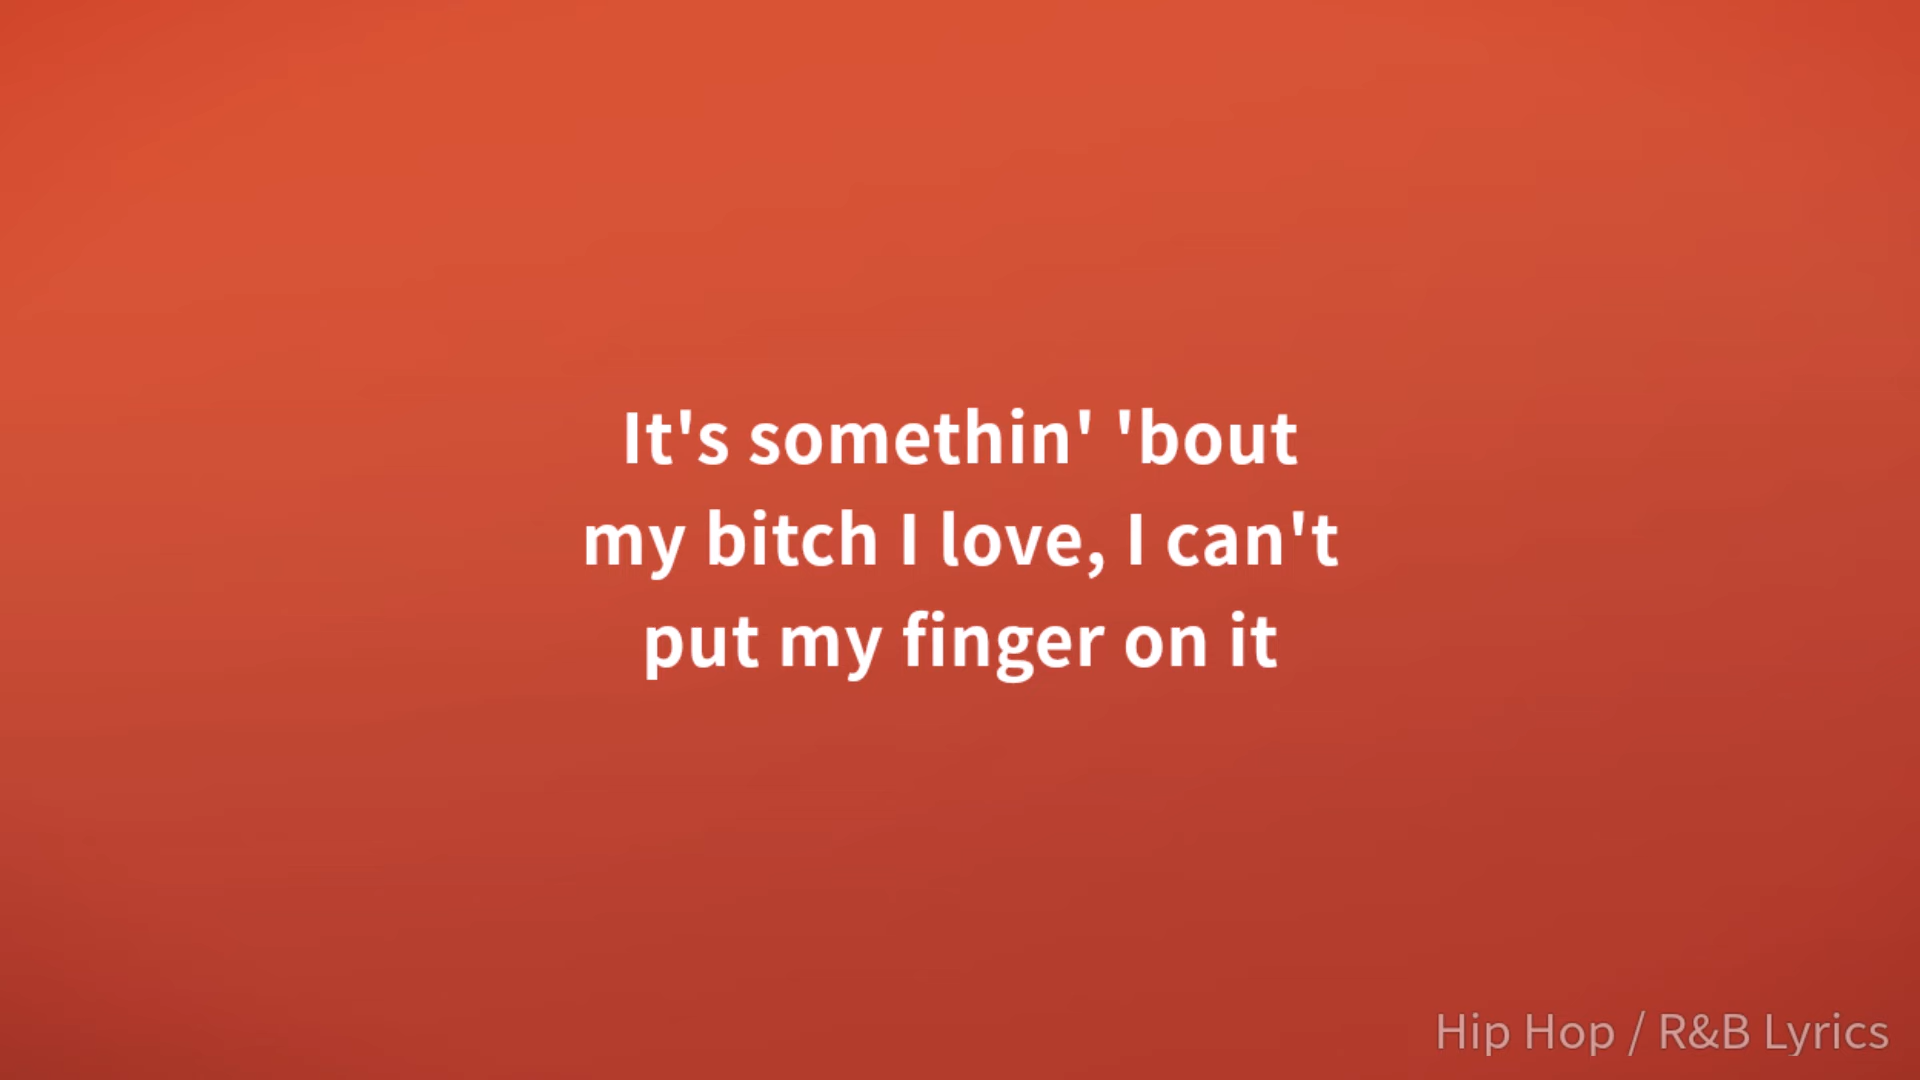 It's somethin' 'bout
my bitch I love, I can't
put my finger on it
Hip Hop / R&B Lyrics